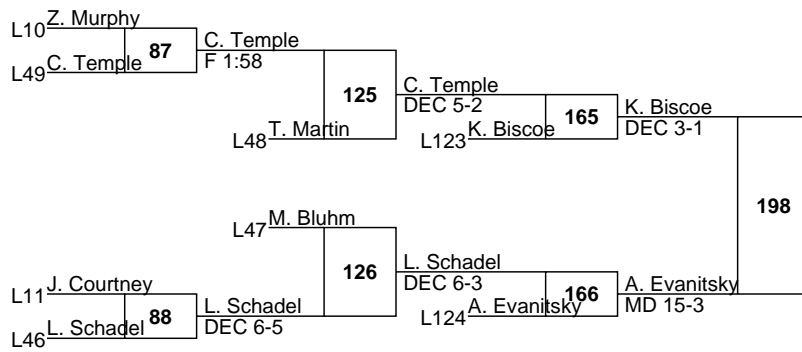 L10 Z. Murphy
87
L49 C. Temple
C. Temple
F 1:58
125
L48 T. Martin
C. Temple
DEC 5-2
165
L123 K. Biscoe
K. Biscoe
DEC 3-1
198
L47 M. Bluhm
126
L11 J. Courtney
88
L46 L. Schadel
L. Schadel
DEC 6-5
L. Schadel
DEC 6-3
166
L124 A. Evanitsky
A. Evanitsky
MD 15-3